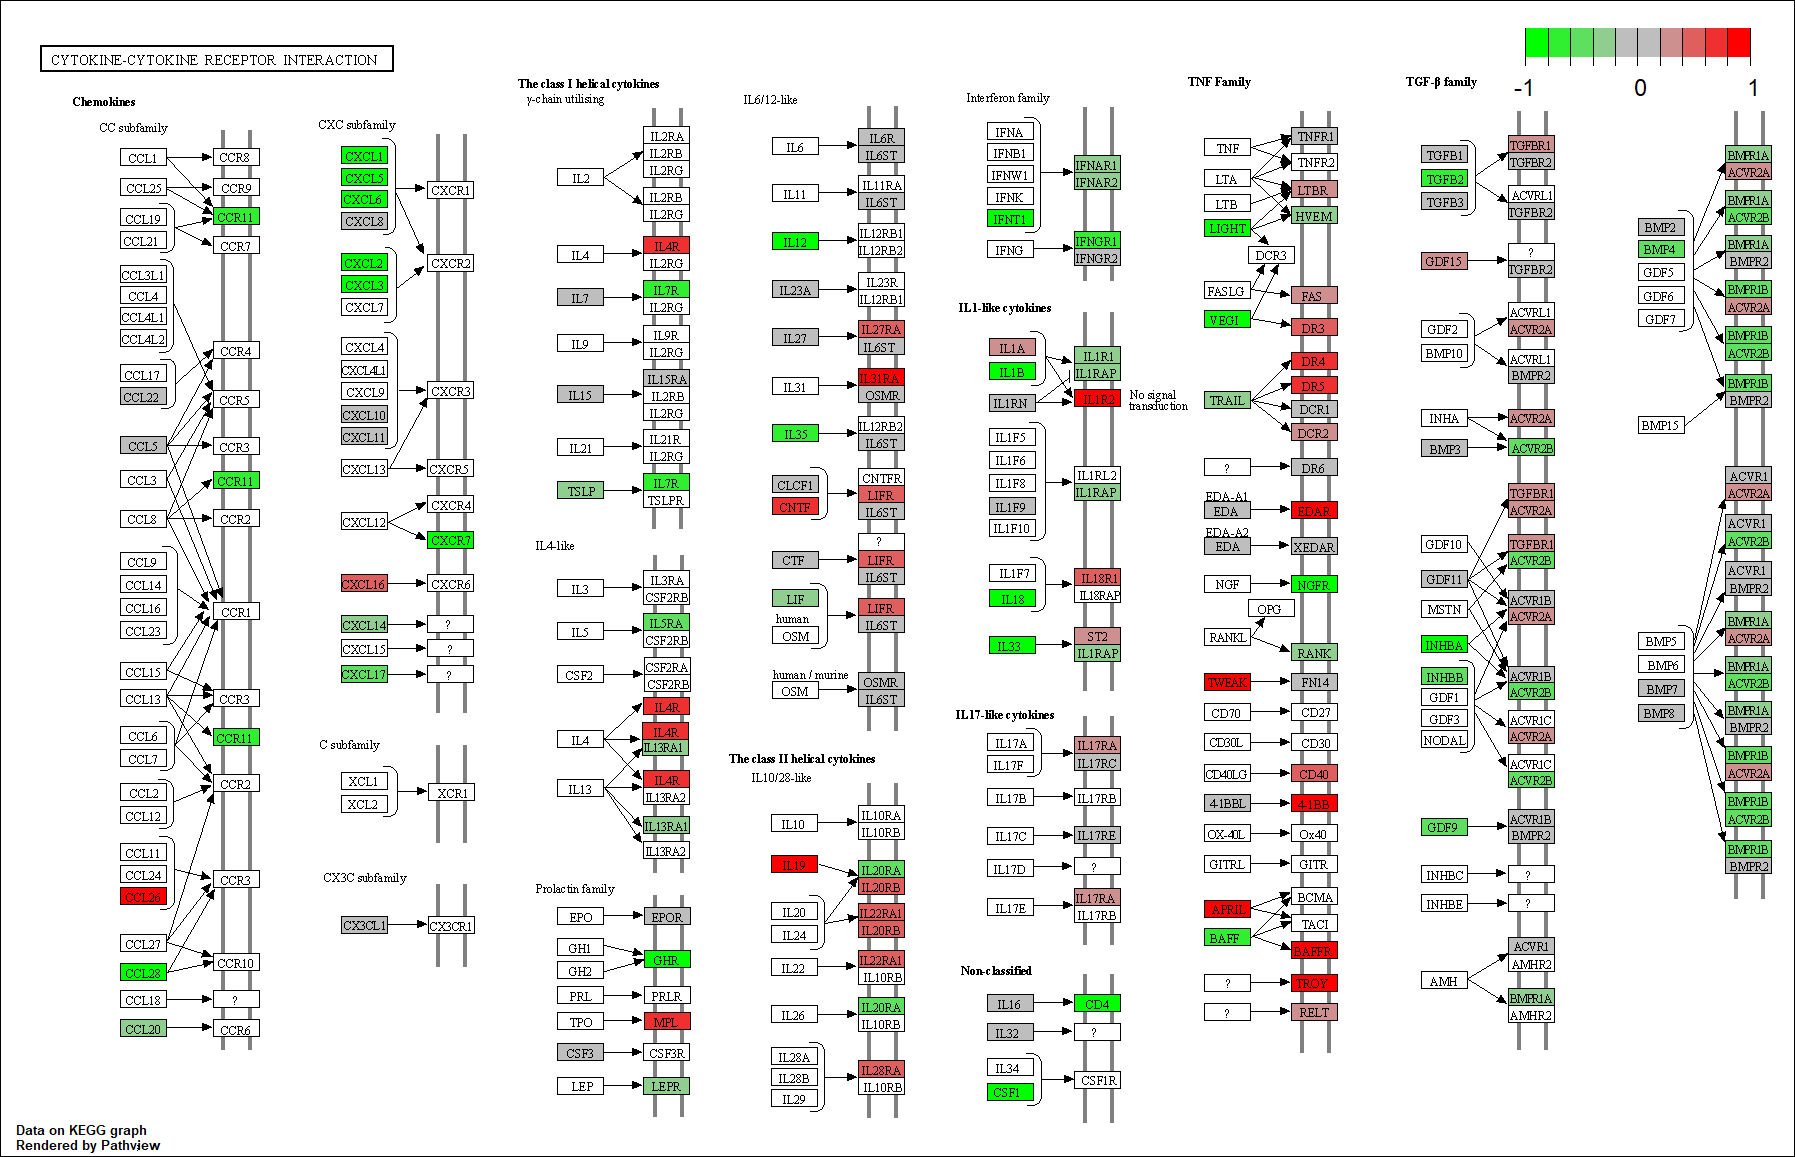 CYTOKINE-CYTOKINE RECEPTOR INTERACTION
-1
0
1
Chemokines
CC subfamily
CCL1
CCR8
CCL25
CCR9
CCR11
CCL19
CCL21
CCR7
CCL3L1
CCL4
CCL4L1
CCL4L2
CCR4
CCL17
CCL22
CCR5
CCL5
CCR3
CCL3
CCR11
CCL8
CCR2
CCL9
CCL14
CCL16
CCL23
CCR1
CCL15
CCL13
CCR3
CCR11
CCL6
CCL7
CCR2
CCL2
CCL12
CCL11
CCL24
CCL26
CCR3
CCL27
CCL28
CCR10
CCL18
?
CCL20
CCR6
CXC subfamily
CXCL1
CXCL5
CXCL6
CXCL8
CXCR1
CXCL2
CXCL3
CXCL7
CXCR2
CXCL4
CXCL4L1
CXCL9
CXCL10
CXCL11
CXCR3
CXCL13
CXCR5
CXCL12
CXCR4
CXCR7
CXCL16
CXCR6
CXCL14
?
CXCL15
?
CXCL17
?
C subfamily
XCL1
XCL2
XCR1
CX3C subfamily
CX3CL1
CX3CR1
The class I helical cytokines
γ-chain utilising
IL2
IL2RA
IL2RB
IL2RG
IL2RB
IL2RG
IL4
IL4R
IL2RG
IL7
IL7R
IL2RG
IL9
IL9R
IL2RG
IL15
IL15RA
IL2RB
IL2RG
IL21
IL21R
IL2RG
TSLP
IL7R
TSLPR
IL4-like
IL3
IL3RA
CSF2RB
IL5
IL5RA
CSF2RB
CSF2
CSF2RA
CSF2RB
IL4R
IL4
IL4R
IL13RA1
IL13
IL4R
IL13RA2
IL13RA1
IL13RA2
Prolactin family
EPO
EPOR
GH1
GH2
GHR
PRL
PRLR
TPO
MPL
CSF3
CSF3R
LEP
LEPR
IL6/12-like
IL6
IL6R
IL6ST
IL11
IL11RA
IL6ST
IL12
IL12RB1
IL12RB2
IL23A
IL23R
IL12RB1
IL27
IL27RA
IL6ST
IL31
IL31RA
OSMR
IL35
IL12RB2
IL6ST
CLCF1
CNTF
CNTFR
LIFR
IL6ST
CTF
?
LIFR
IL6ST
LIF
human
OSM
LIFR
IL6ST
human / murine
OSM
OSMR
IL6ST
The class II helical cytokines
IL10/28-like
IL10
IL10RA
IL10RB
IL19
IL20RA
IL20RB
IL20
IL24
IL22RA1
IL20RB
IL22
IL22RA1
IL10RB
IL26
IL20RA
IL10RB
IL28A
IL28B
IL29
IL28RA
IL10RB
Interferon family
IFNA
IFNB1
IFNW1
IFNK
IFNT1
IFNAR1
IFNAR2
IFNG
IFNGR1
IFNGR2
IL1-like cytokines
IL1A
IL1B
IL1R1
IL1RAP
IL1RN
IL1R2
No signal
transduction
IL1F5
IL1F6
IL1F8
IL1F9
IL1F10
IL1RL2
IL1RAP
IL1F7
IL18
IL18R1
IL18RAP
IL33
ST2
IL1RAP
IL17-like cytokines
IL17A
IL17F
IL17RA
IL17RC
IL17B
IL17RB
IL17C
IL17RE
IL17D
?
IL17E
IL17RA
IL17RB
Non-classified
IL16
CD4
IL32
?
IL34
CSF1
CSF1R
TNF Family
TNF
TNFR1
TNFR2
LTA
LTB
LTBR
LIGHT
HVEM
DCR3
FASLG
FAS
VEGI
DR3
TRAIL
DR4
DR5
DCR1
DCR2
?
DR6
EDA-A1
EDA
EDAR
EDA-A2
EDA
XEDAR
NGF
NGFR
OPG
RANKL
RANK
TWEAK
FN14
CD70
CD27
CD30L
CD30
CD40LG
CD40
4-1BBL
4-1BB
OX-40L
Ox40
GITRL
GITR
APRIL
BCMA
TACI
BAFF
BAFFR
?
TROY
?
RELT
TGF-β family
TGFB1
TGFB2
TGFB3
TGFBR1
TGFBR2
ACVRL1
TGFBR2
GDF15
?
TGFBR2
GDF2
BMP10
ACVRL1
ACVR2A
ACVRL1
BMPR2
INHA
ACVR2A
BMP3
ACVR2B
TGFBR1
ACVR2A
GDF10
TGFBR1
ACVR2B
GDF11
MSTN
ACVR1B
ACVR2A
INHBA
INHBB
GDF1
GDF3
NODAL
ACVR1B
ACVR2B
ACVR1C
ACVR2A
ACVR1C
ACVR2B
GDF9
ACVR1B
BMPR2
INHBC
?
INHBE
?
AMH
ACVR1
AMHR2
BMPR1A
AMHR2
BMP2
BMP4
GDF5
GDF6
GDF7
BMPR1A
ACVR2A
BMPR1A
ACVR2B
BMPR1A
BMPR2
BMPR1B
ACVR2A
BMPR1B
ACVR2B
BMPR1B
BMPR2
BMP15
BMP5
BMP6
BMP7
BMP8
ACVR1
ACVR2A
ACVR1
ACVR2B
ACVR1
BMPR2
BMPR1A
ACVR2A
BMPR1A
ACVR2B
BMPR1A
BMPR2
BMPR1B
ACVR2A
BMPR1B
ACVR2B
BMPR1B
BMPR2
Data on KEGG graph
Rendered by Pathview